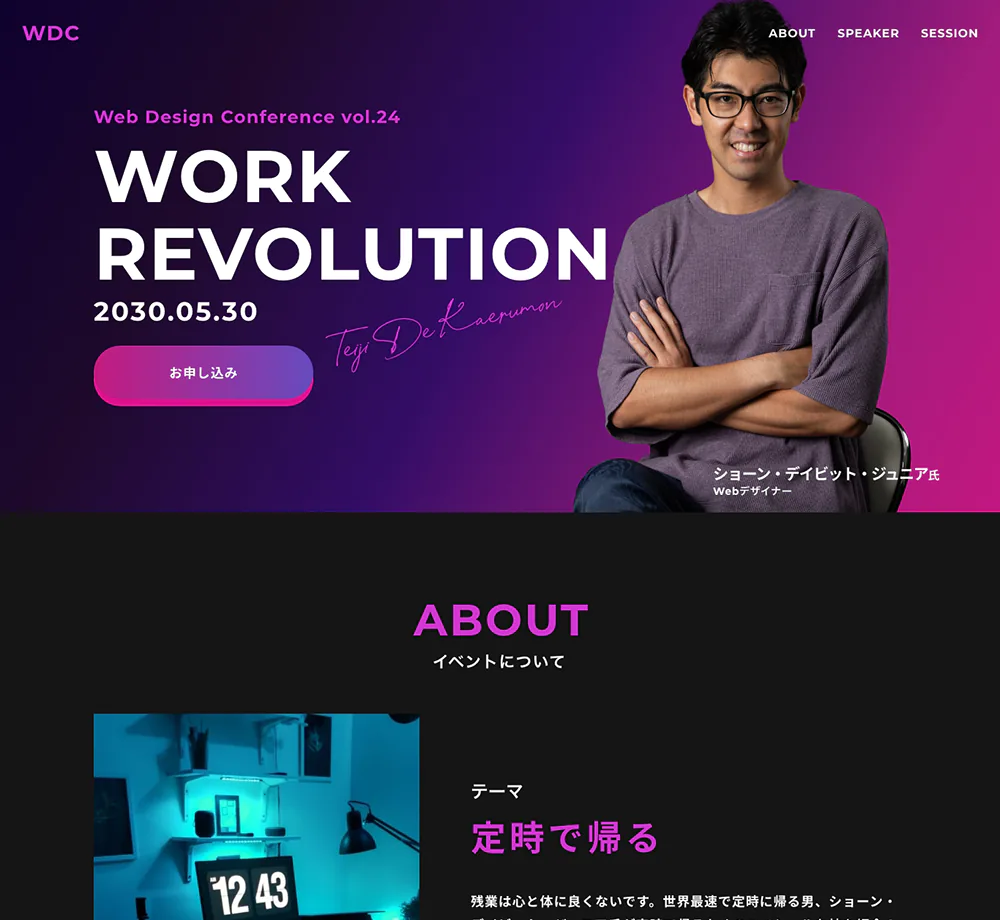 WDC
ABOUT SPEAKER SESSION
Web Design Conference vol.24
WORK
REVOLUTION
2030.05.30
Teiji De Kaerumon
お申し込み
ショーン・デイビット・ジュニア氏
Webデザイナー
ABOUT
イベントについて
テーマ
定時で帰る
12 43
残業は心と体に良くないです。世界最速で定時に帰る男、ショーン・